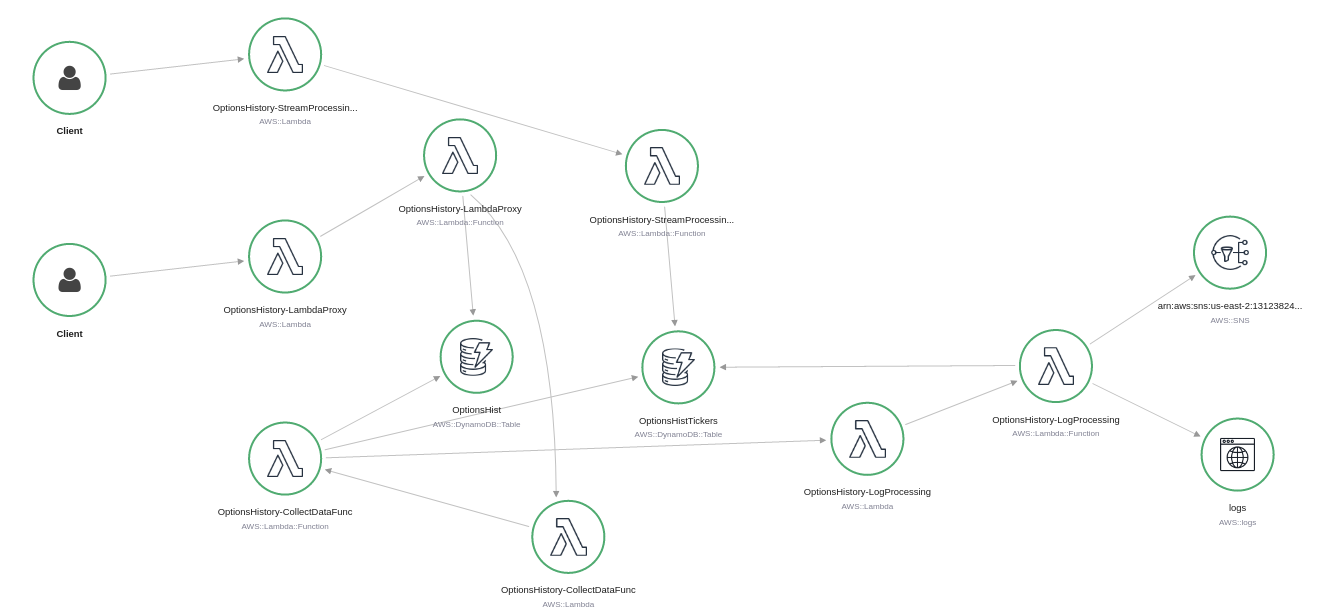 Client
OptionsHistory-StreamProcessin...
AWS::Lambda
OptionsHistory-LambdaProxy
AWS::Lambda::Function
OptionsHistory-StreamProcessin...
AWS::Lambda::Function
Client
OptionsHistory-LambdaProxy
AWS::Lambda
arn:aws:sns:us-east-2:13123824...
AWS::SNS
OptionsHist
AWS::DynamoDB::Table
OptionsHistTickers
AWS::DynamoDB::Table
OptionsHistory-LogProcessing
AWS::Lambda::Function
OptionsHistory-CollectDataFunc
AWS::Lambda::Function
OptionsHistory-LogProcessing
AWS::Lambda
logs
AWS::logs
OptionsHistory-CollectDataFunc
AWS::Lambda